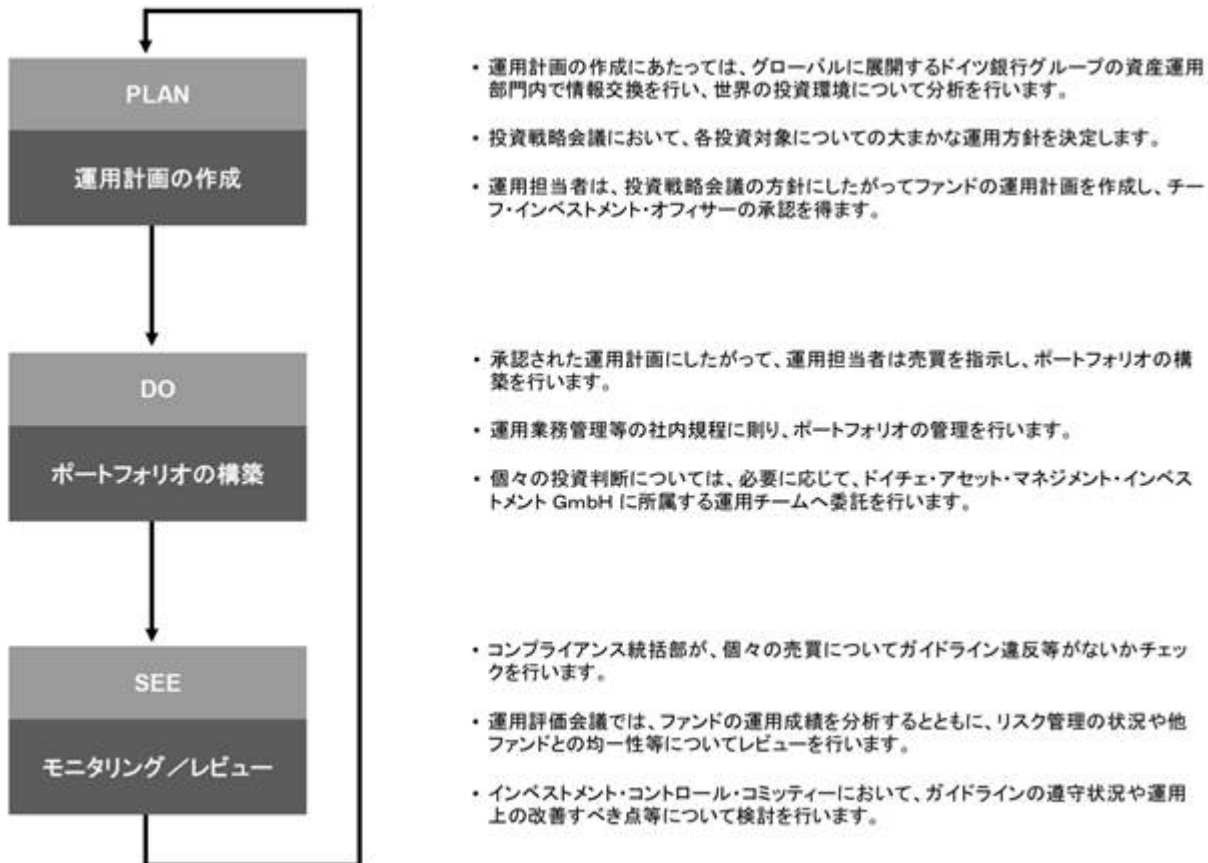 PLAN
運用計画の作成
・運用計画の作成にあたっては、グローバルに展開するドイツ銀行グループの資産運用
部門内で情報交換を行い、世界の投資環境について分析を行います。
・投資戦略会議において、各投資対象についての大まかな運用方針を決定します。
・運用担当者は、投資戦略会議の方針にしたがってファンドの運用計画を作成し、チー
フ・インベストメント・オフィサーの承認を得ます。
DO
ポートフォリオの構築
・承認された運用計画にしたがって、運用担当者は売買を指示し、ポートフォリオの構
築を行います。
・運用業務管理等の社内規程に則り、ポートフォリオの管理を行います。
・個々の投資判断については、必要に応じて、ドイチェ・アセット・マネジメント・インベス
トメント GmbH に所属する運用チームへ委託を行います。
SEE
モニタリング／レビュー
・コンプライアンス統括部が、個々の売買についてガイドライン違反等がないかチェッ
クを行います。
・運用評価会議では、ファンドの運用成績を分析するとともに、リスク管理の状況や他
ファンドとの均一性等についてレビューを行います。
・インベストメント・コントロール・コミッティーにおいて、ガイドラインの遵守状況や運用
上の改善すべき点等について検討を行います。